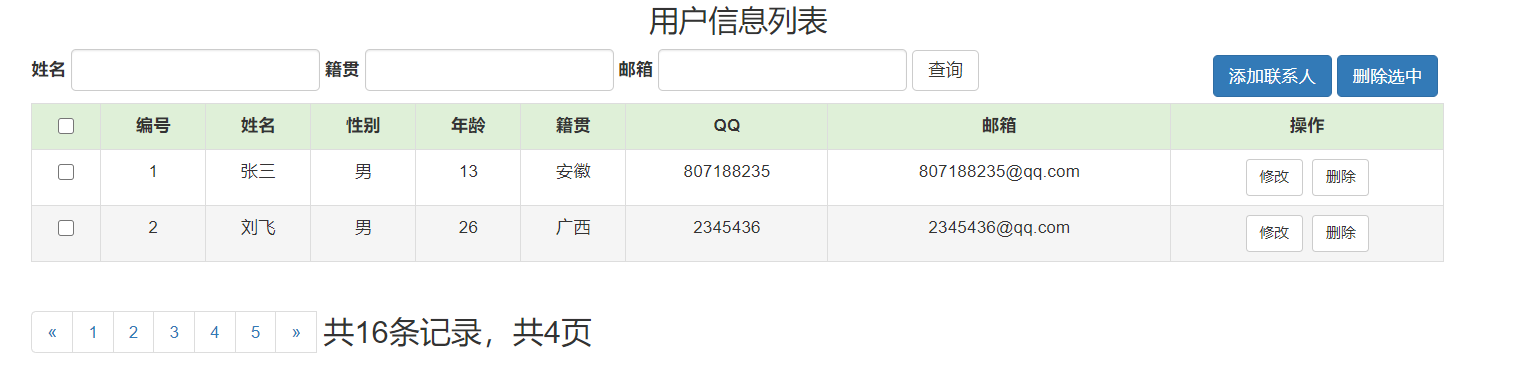 用户信息列表
姓名 籍贯 邮箱 查询 添加联系人 删除选中
编号 姓名 性别 年龄 籍贯 QQ 邮箱 操作
1 张三 男 13 安徽 807188235 807188235@qq.com 修改 删除
2 刘飞 男 26 广西 2345436 2345436@qq.com 修改 删除
« 1 2 3 4 5 » 共16条记录，共4页